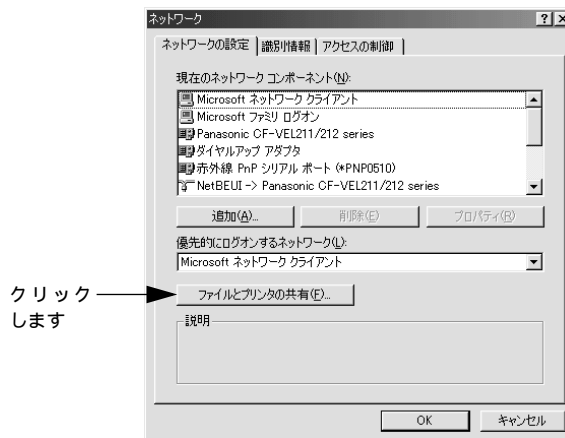 ネットワーク
ネットワークの設定 識別情報 アクセスの制御
現在のネットワーク コンポーネント(N):
Microsoft ネットワーク クライアント
Microsoft ファミリ ログオン
Panasonic CF-VEL211/212 series
ダイヤルアップ アダプタ
赤外線 PnP シリアル ポート (*PNP0510)
NetBEUI -> Panasonic CF-VEL211/212 series
追加(A)... 削除(E) プロパティ(R)
優先的にログオンするネットワーク(L):
Microsoft ネットワーク クライアント
クリック
します
ファイルとプリンタの共有(F)...
説明
OK キャンセル